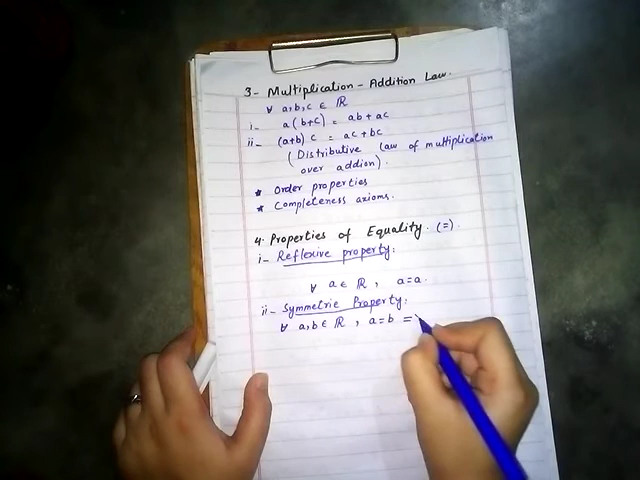 3- Multiplication - Addition Law.
∀ a,b,c ∈ ℝ
i- a(b+c) = ab + ac
ii- (a+b) c = ac + bc
(Distributive law of multiplication
over addion).
* Order properties
* Completeness axioms.
4. Properties of Equality. (=).
i- Reflexive property:
∀ a ∈ ℝ , a=a.
ii- Symmetric Property:
∀ a,b ∈ ℝ , a=b =